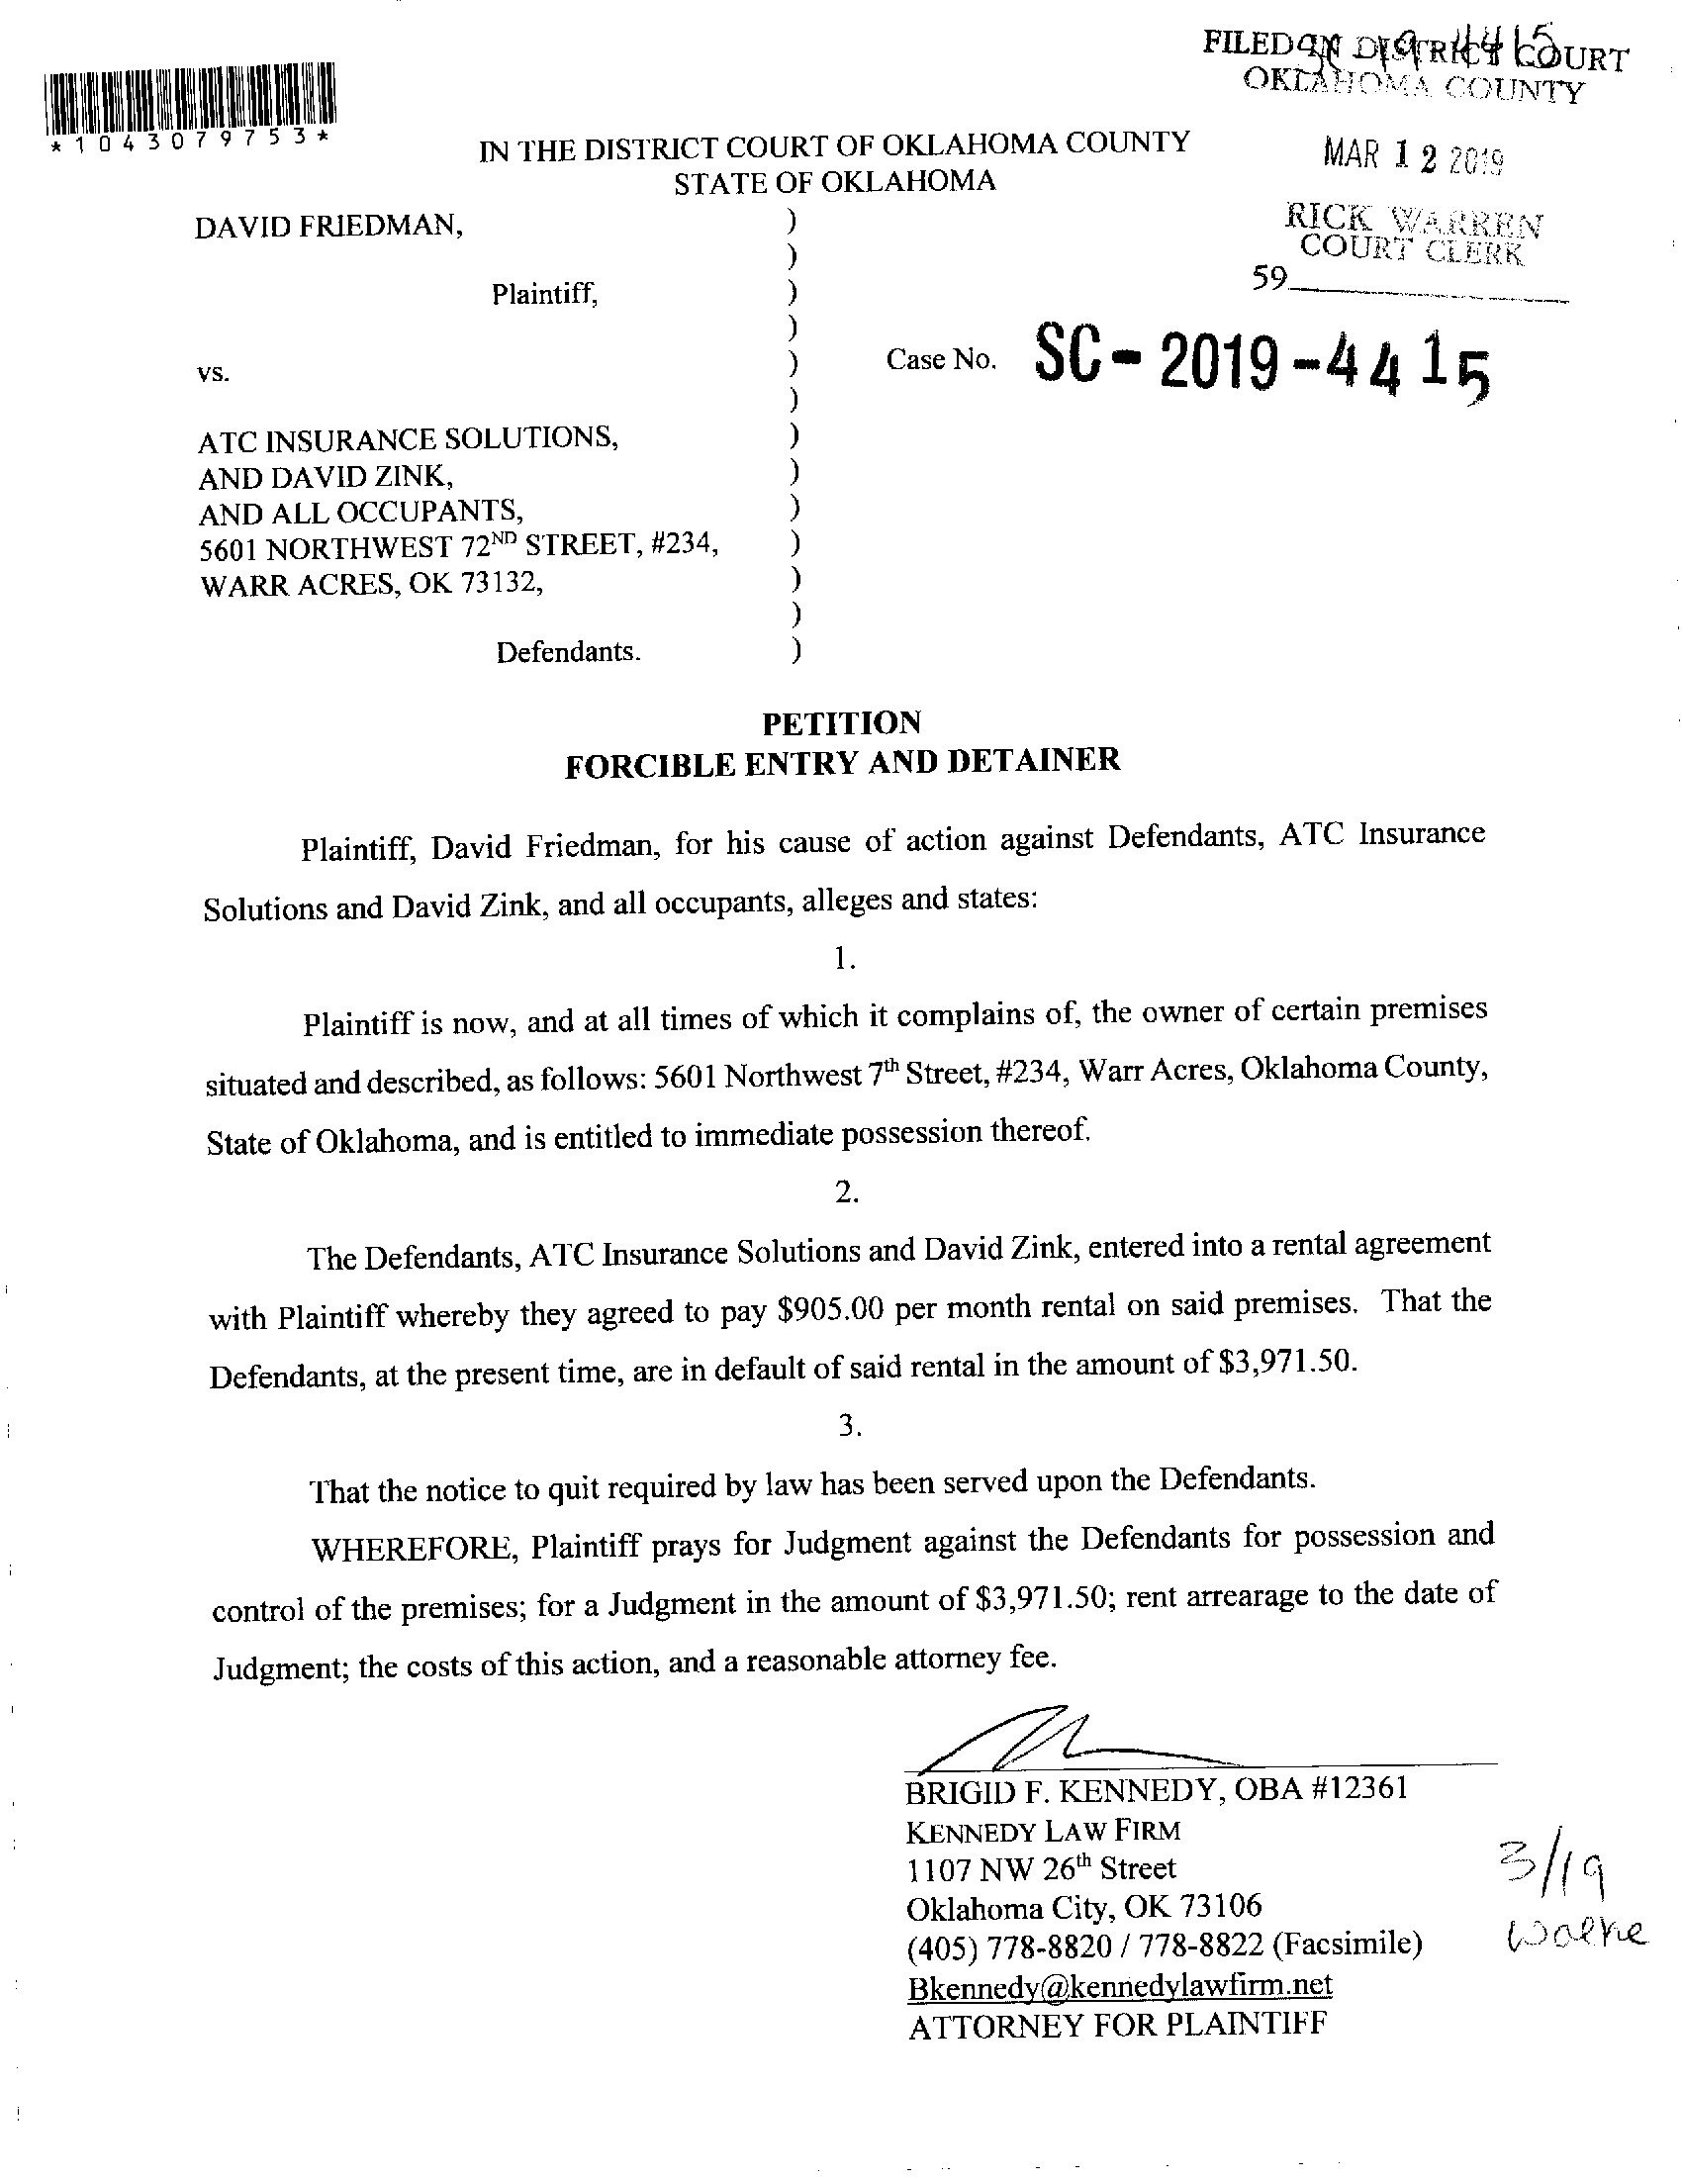 FILED IN DISTRICT COURT
OKLAHOMA COUNTY
*1043079753*
IN THE DISTRICT COURT OF OKLAHOMA COUNTY
STATE OF OKLAHOMA
MAR 12 2019
RICK WARREN
COURT CLERK
59
DAVID FRIEDMAN, )
)
Plaintiff, )
)
vs. )
Case No. SC-2019-4415
)
ATC INSURANCE SOLUTIONS, )
AND DAVID ZINK, )
AND ALL OCCUPANTS, )
5601 NORTHWEST 72ND STREET, #234, )
WARR ACRES, OK 73132, )
)
Defendants. )
PETITION
FORCIBLE ENTRY AND DETAINER
Plaintiff, David Friedman, for his cause of action against Defendants, ATC Insurance
Solutions and David Zink, and all occupants, alleges and states:
1.
Plaintiff is now, and at all times of which it complains of, the owner of certain premises
situated and described, as follows: 5601 Northwest 7th Street, #234, Warr Acres, Oklahoma County,
State of Oklahoma, and is entitled to immediate possession thereof.
2.
The Defendants, ATC Insurance Solutions and David Zink, entered into a rental agreement
with Plaintiff whereby they agreed to pay $905.00 per month rental on said premises. That the
Defendants, at the present time, are in default of said rental in the amount of $3,971.50.
3.
That the notice to quit required by law has been served upon the Defendants.
WHEREFORE, Plaintiff prays for Judgment against the Defendants for possession and
control of the premises; for a Judgment in the amount of $3,971.50; rent arrearage to the date of
Judgment; the costs of this action, and a reasonable attorney fee.
BRIGID F. KENNEDY, OBA #12361
KENNEDY LAW FIRM
1107 NW 26th Street
Oklahoma City, OK 73106
(405) 778-8820 / 778-8822 (Facsimile)
Bkennedy@kennedylawfirm.net
ATTORNEY FOR PLAINTIFF
3/19